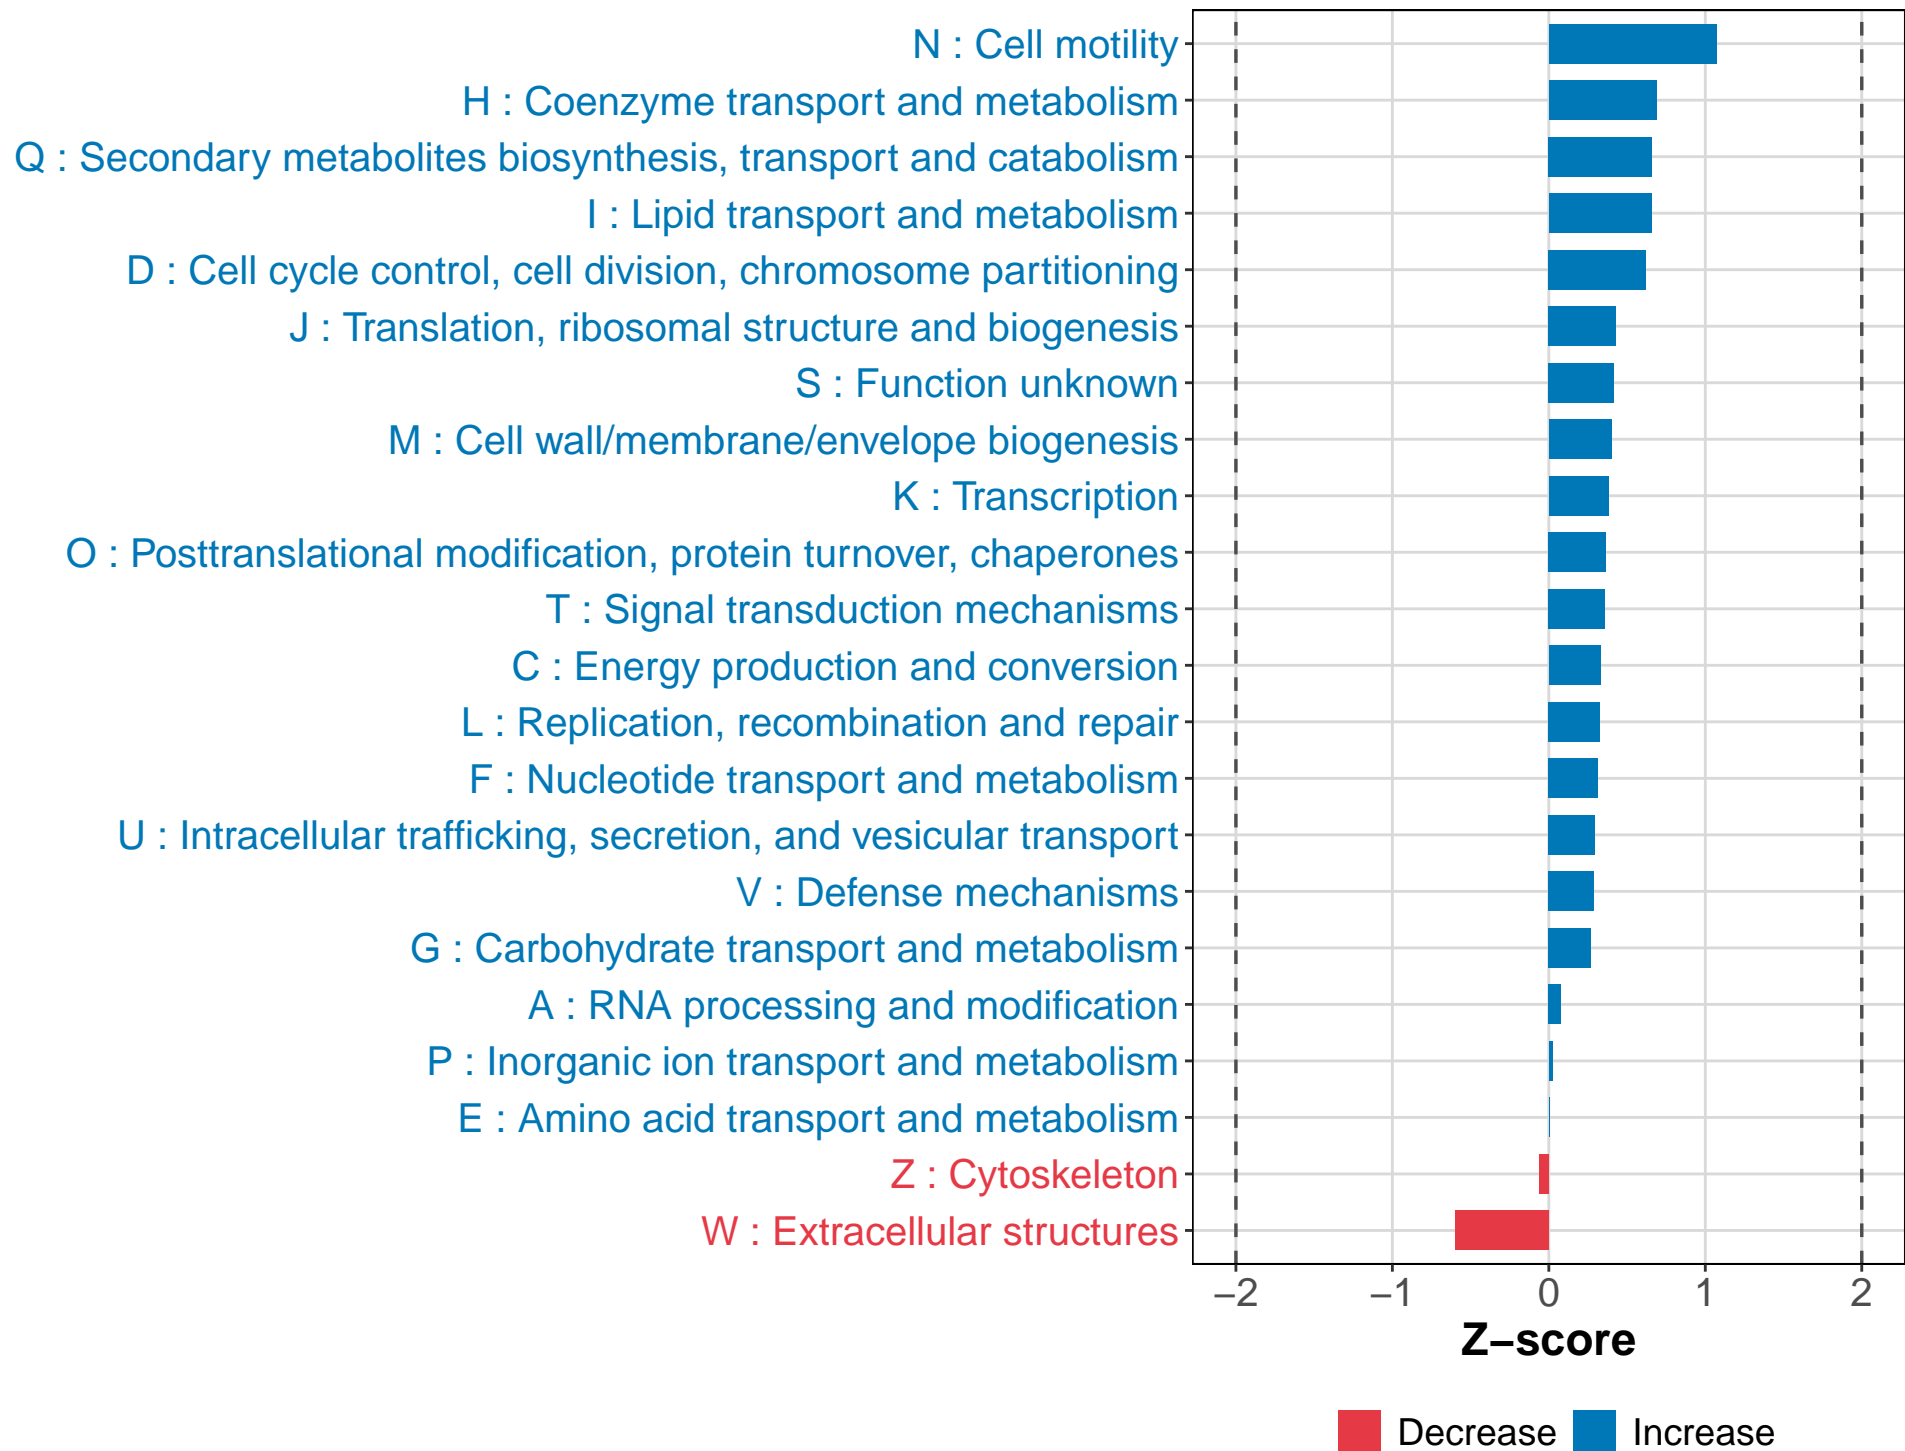 N : Cell motility
H : Coenzyme transport and metabolism
Q : Secondary metabolites biosynthesis, transport and catabolism
I : Lipid transport and metabolism
D : Cell cycle control, cell division, chromosome partitioning
J : Translation, ribosomal structure and biogenesis
S : Function unknown
M : Cell wall/membrane/envelope biogenesis
K : Transcription
O : Posttranslational modification, protein turnover, chaperones
T : Signal transduction mechanisms
C : Energy production and conversion
L : Replication, recombination and repair
F : Nucleotide transport and metabolism
U : Intracellular trafficking, secretion, and vesicular transport
V : Defense mechanisms
G : Carbohydrate transport and metabolism
A : RNA processing and modification
P : Inorganic ion transport and metabolism
E : Amino acid transport and metabolism
Z : Cytoskeleton
W : Extracellular structures
−2 −1 0 1 2
Z−score
Decrease Increase